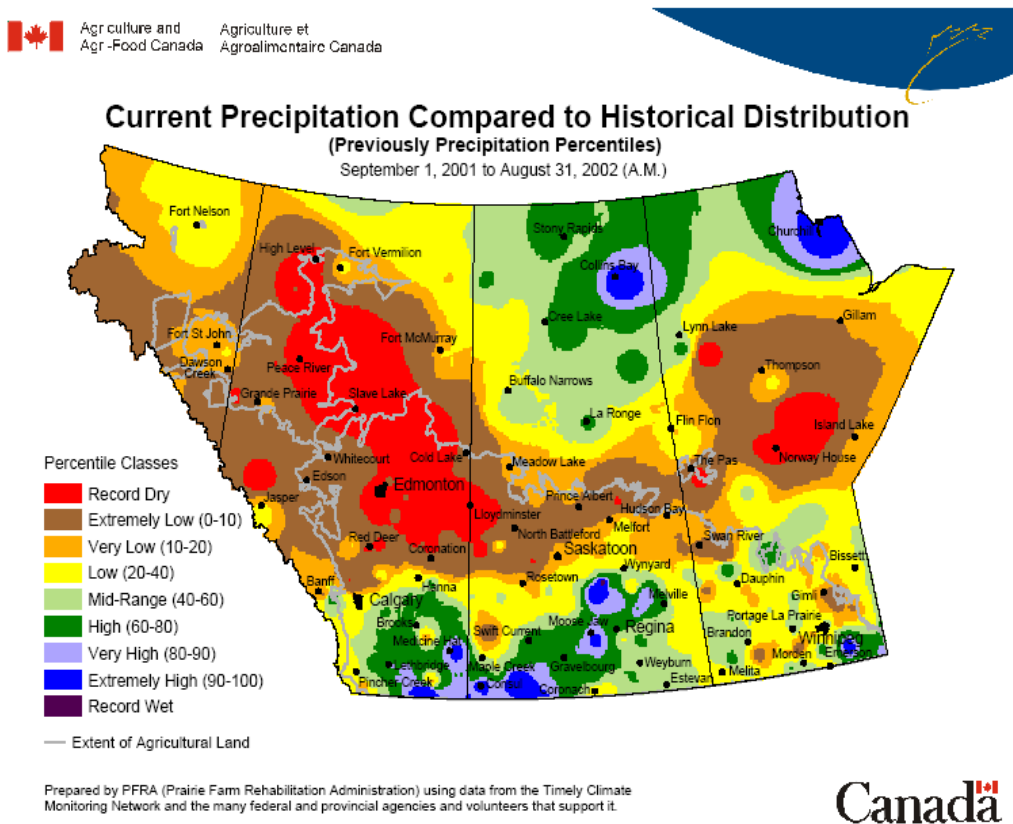 Agr culture and
Agr -Food Canada
Agriculture et
Agroalimentaire Canada
Current Precipitation Compared to Historical Distribution
(Previously Precipitation Percentiles)
September 1, 2001 to August 31, 2002 (A.M.)
Fort Nelson
High Level
Fort Vermilion
Stony Rapids
Collins Bay
Churchill
Fort St John
Dawson
Creek
Peace River
Fort McMurray
Cree Lake
Lynn Lake
Gillam
Thompson
Grande Prairie
Slave Lake
Buffalo Narrows
La Ronge
Flin Flon
Island Lake
Whitecourt
Cold Lake
Meadow Lake
The Pas
Norway House
Edson
Edmonton
Jasper
Lloydminster
Prince Albert
Hudson Bay
Melfort
North Battleford
Red Deer
Coronation
Saskatoon
Swan River
Bissett
Wynyard
Banff
Hanna
Rosetown
Dauphin
Gimli
Calgary
Melville
Brooks
Moose Jaw
Regina
Portage La Prairie
Swift Current
Brandon
Winnipeg
Medicine Hat
Lethbridge
Maple Creek
Gravelbourg
Weyburn
Morden
Emerson
Pincher Creek
Consul
Coronach
Estevan
Melita
Percentile Classes
Record Dry
Extremely Low (0-10)
Very Low (10-20)
Low (20-40)
Mid-Range (40-60)
High (60-80)
Very High (80-90)
Extremely High (90-100)
Record Wet
Extent of Agricultural Land
Prepared by PFRA (Prairie Farm Rehabilitation Administration) using data from the Timely Climate
Monitoring Network and the many federal and provincial agencies and volunteers that support it.
Canada